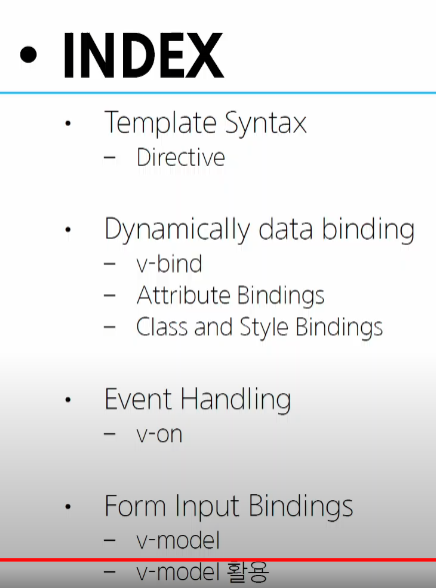 • INDEX
• Template Syntax
– Directive
• Dynamically data binding
– v-bind
– Attribute Bindings
– Class and Style Bindings
• Event Handling
– v-on
• Form Input Bindings
– v-model
– v-model 활용